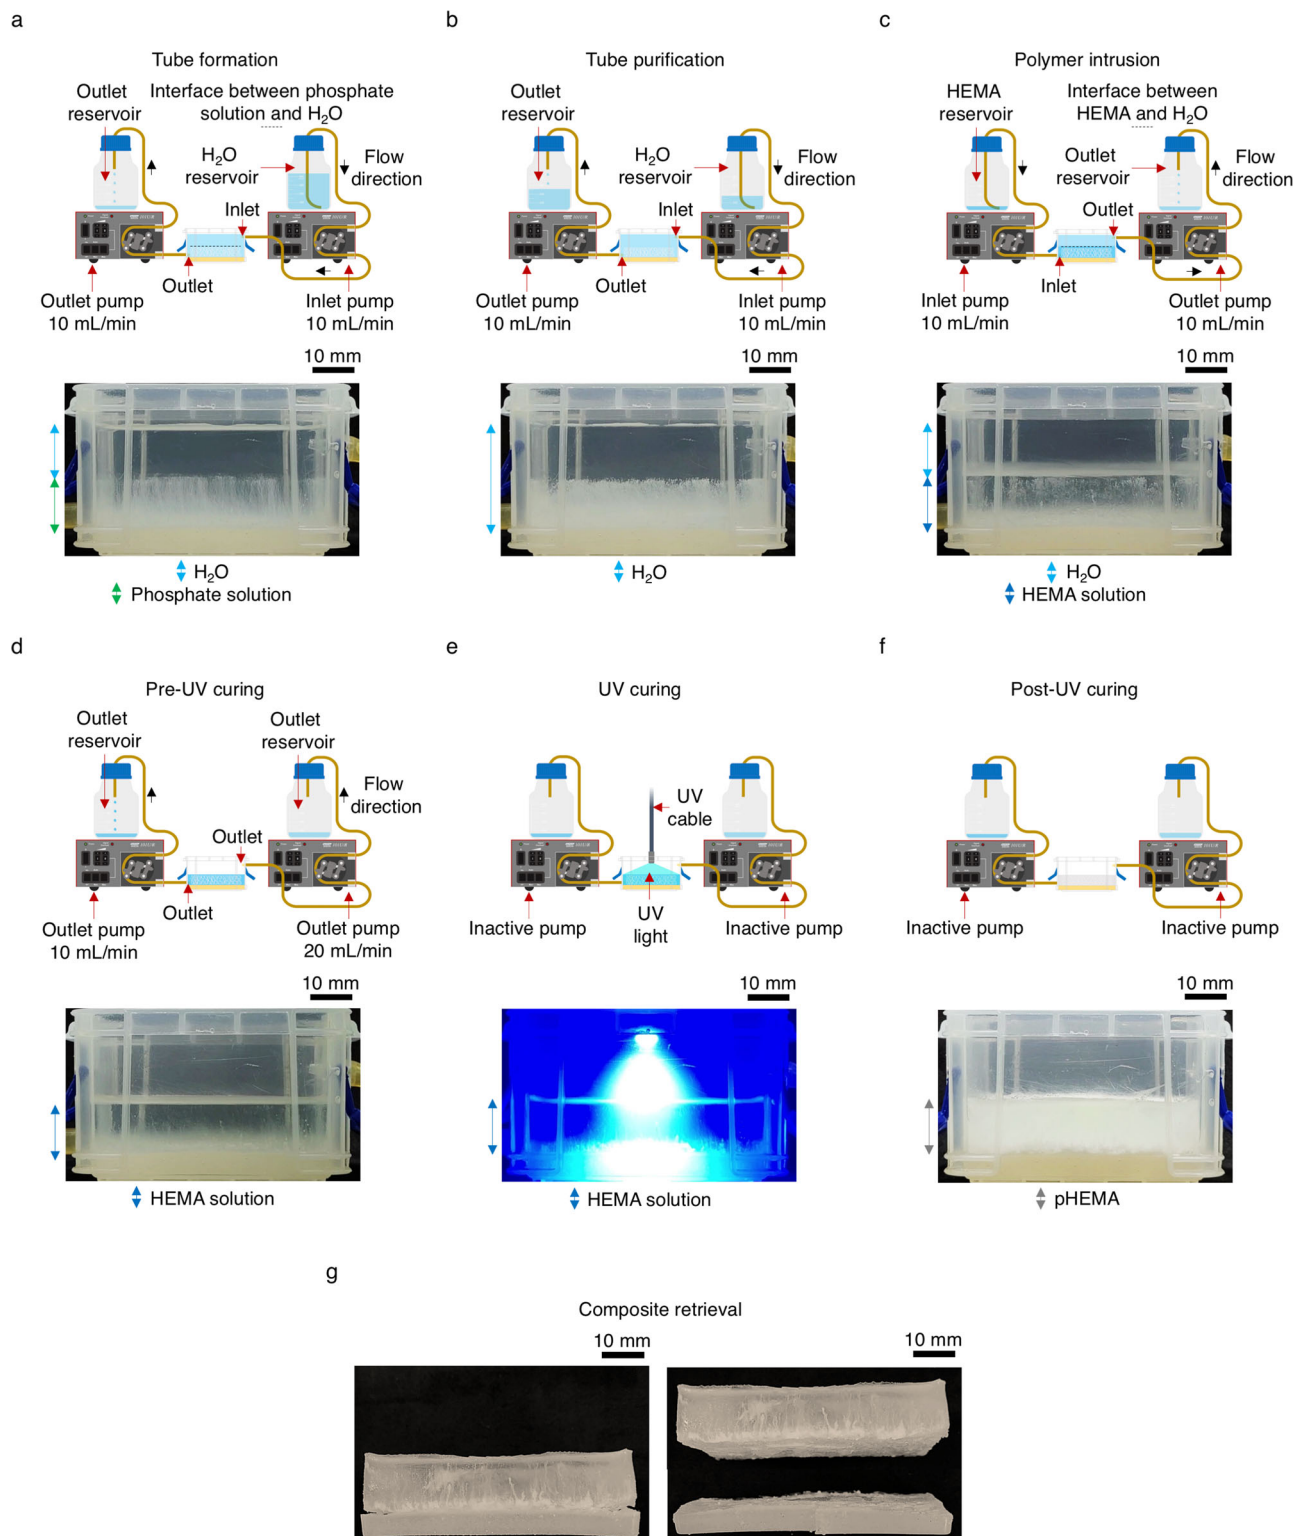 a
Tube formation
Outlet
reservoir
Interface between phosphate
solution and H₂O
H₂O
reservoir
Flow
direction
Inlet
Outlet
Outlet pump
10 mL/min
Inlet pump
10 mL/min
10 mm
H₂O
Phosphate solution
b
Tube purification
Outlet
reservoir
H₂O
reservoir
Flow
direction
Inlet
Outlet
Outlet pump
10 mL/min
Inlet pump
10 mL/min
10 mm
H₂O
c
Polymer intrusion
HEMA
reservoir
Interface between
HEMA and H₂O
Outlet
reservoir
Flow
direction
Outlet
Inlet
Inlet pump
10 mL/min
Outlet pump
10 mL/min
10 mm
H₂O
HEMA solution
d
Pre-UV curing
Outlet
reservoir
Outlet
reservoir
Flow
direction
Outlet
Outlet
Outlet pump
10 mL/min
Outlet pump
20 mL/min
10 mm
HEMA solution
e
UV curing
UV
cable
UV
light
Inactive pump
Inactive pump
10 mm
HEMA solution
f
Post-UV curing
Inactive pump
Inactive pump
10 mm
pHEMA
g
Composite retrieval
10 mm
10 mm